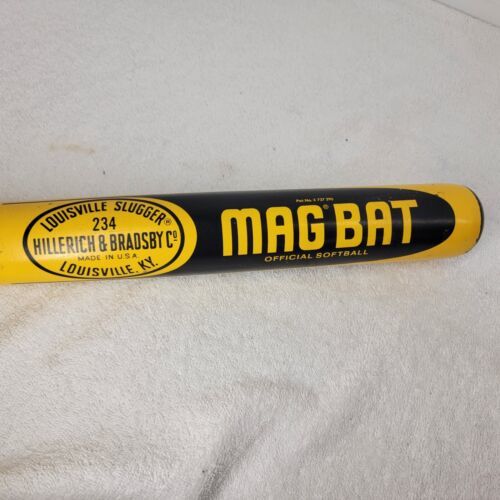 LOUISVILLE SLUGGER®
234
HILLERICH & BRADSBY Cº
MADE IN U.S.A.
LOUISVILLE, KY.
MAG® BAT
OFFICIAL SOFTBALL